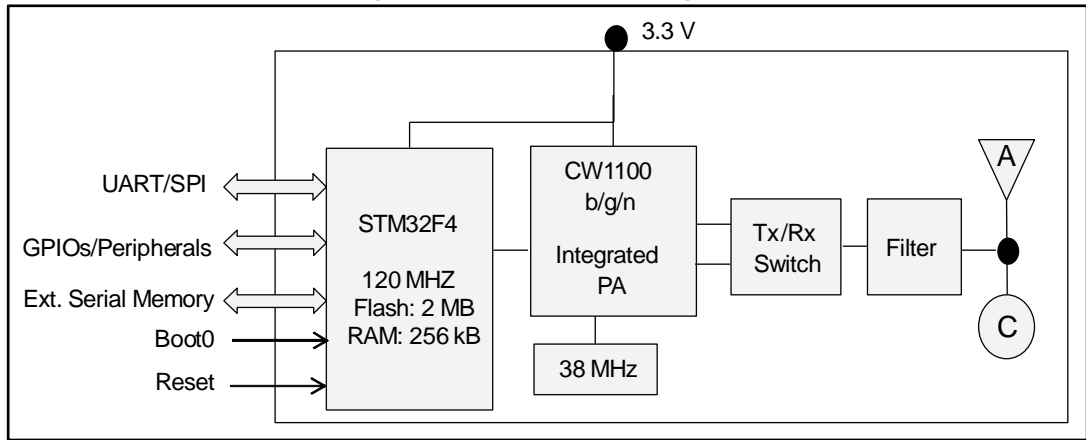 3.3 V
UART/SPI
GPIOs/Peripherals
Ext. Serial Memory
Boot0
Reset
STM32F4
120 MHZ
Flash: 2 MB
RAM: 256 kB
CW1100
b/g/n
Integrated
PA
38 MHz
Tx/Rx
Switch
Filter
A
C